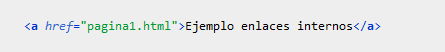 <a href="pagina1.html">Ejemplo enlaces internos</a>